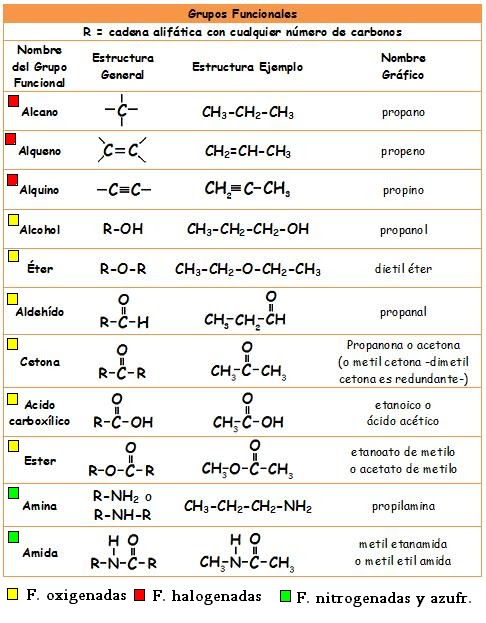 Grupos Funcionales
R = cadena alifática con cualquier número de carbonos
Nombre del Grupo Funcional Estructura General Estructura Ejemplo Nombre Gráfico
Alcano –C– CH₃-CH₂-CH₃ propano
Alqueno C=C CH₂=CH-CH₃ propeno
Alquino –C≡C– CH₂≡C-CH₃ propino
Alcohol R-OH CH₃-CH₂-CH₂-OH propanol
Éter R-O-R CH₃-CH₂-O-CH₂-CH₃ dietil éter
O O
Aldehído R-C-H CH₃-CH₂-CH propanal
O O Propanona o acetona
Cetona (o metil cetona -dimetil
R-C-R CH₃-C-CH₃ cetona es redundante-)
Acido O O etanoico o
carboxílico R-C-OH CH₃-C-OH ácido acético
O O etanoato de metilo
Ester R-O-C-R CH₃-O-C-CH₃ o acetato de metilo
R-NH₂ o
Amina CH₃-CH₂-CH₂-NH₂ propilamina
R-NH-R
H O H O metil etanamida
Amida R-N-C-R CH₃-N-C-CH₃ o metil etil amida
F. oxigenadas F. halogenadas F. nitrogenadas y azufr.